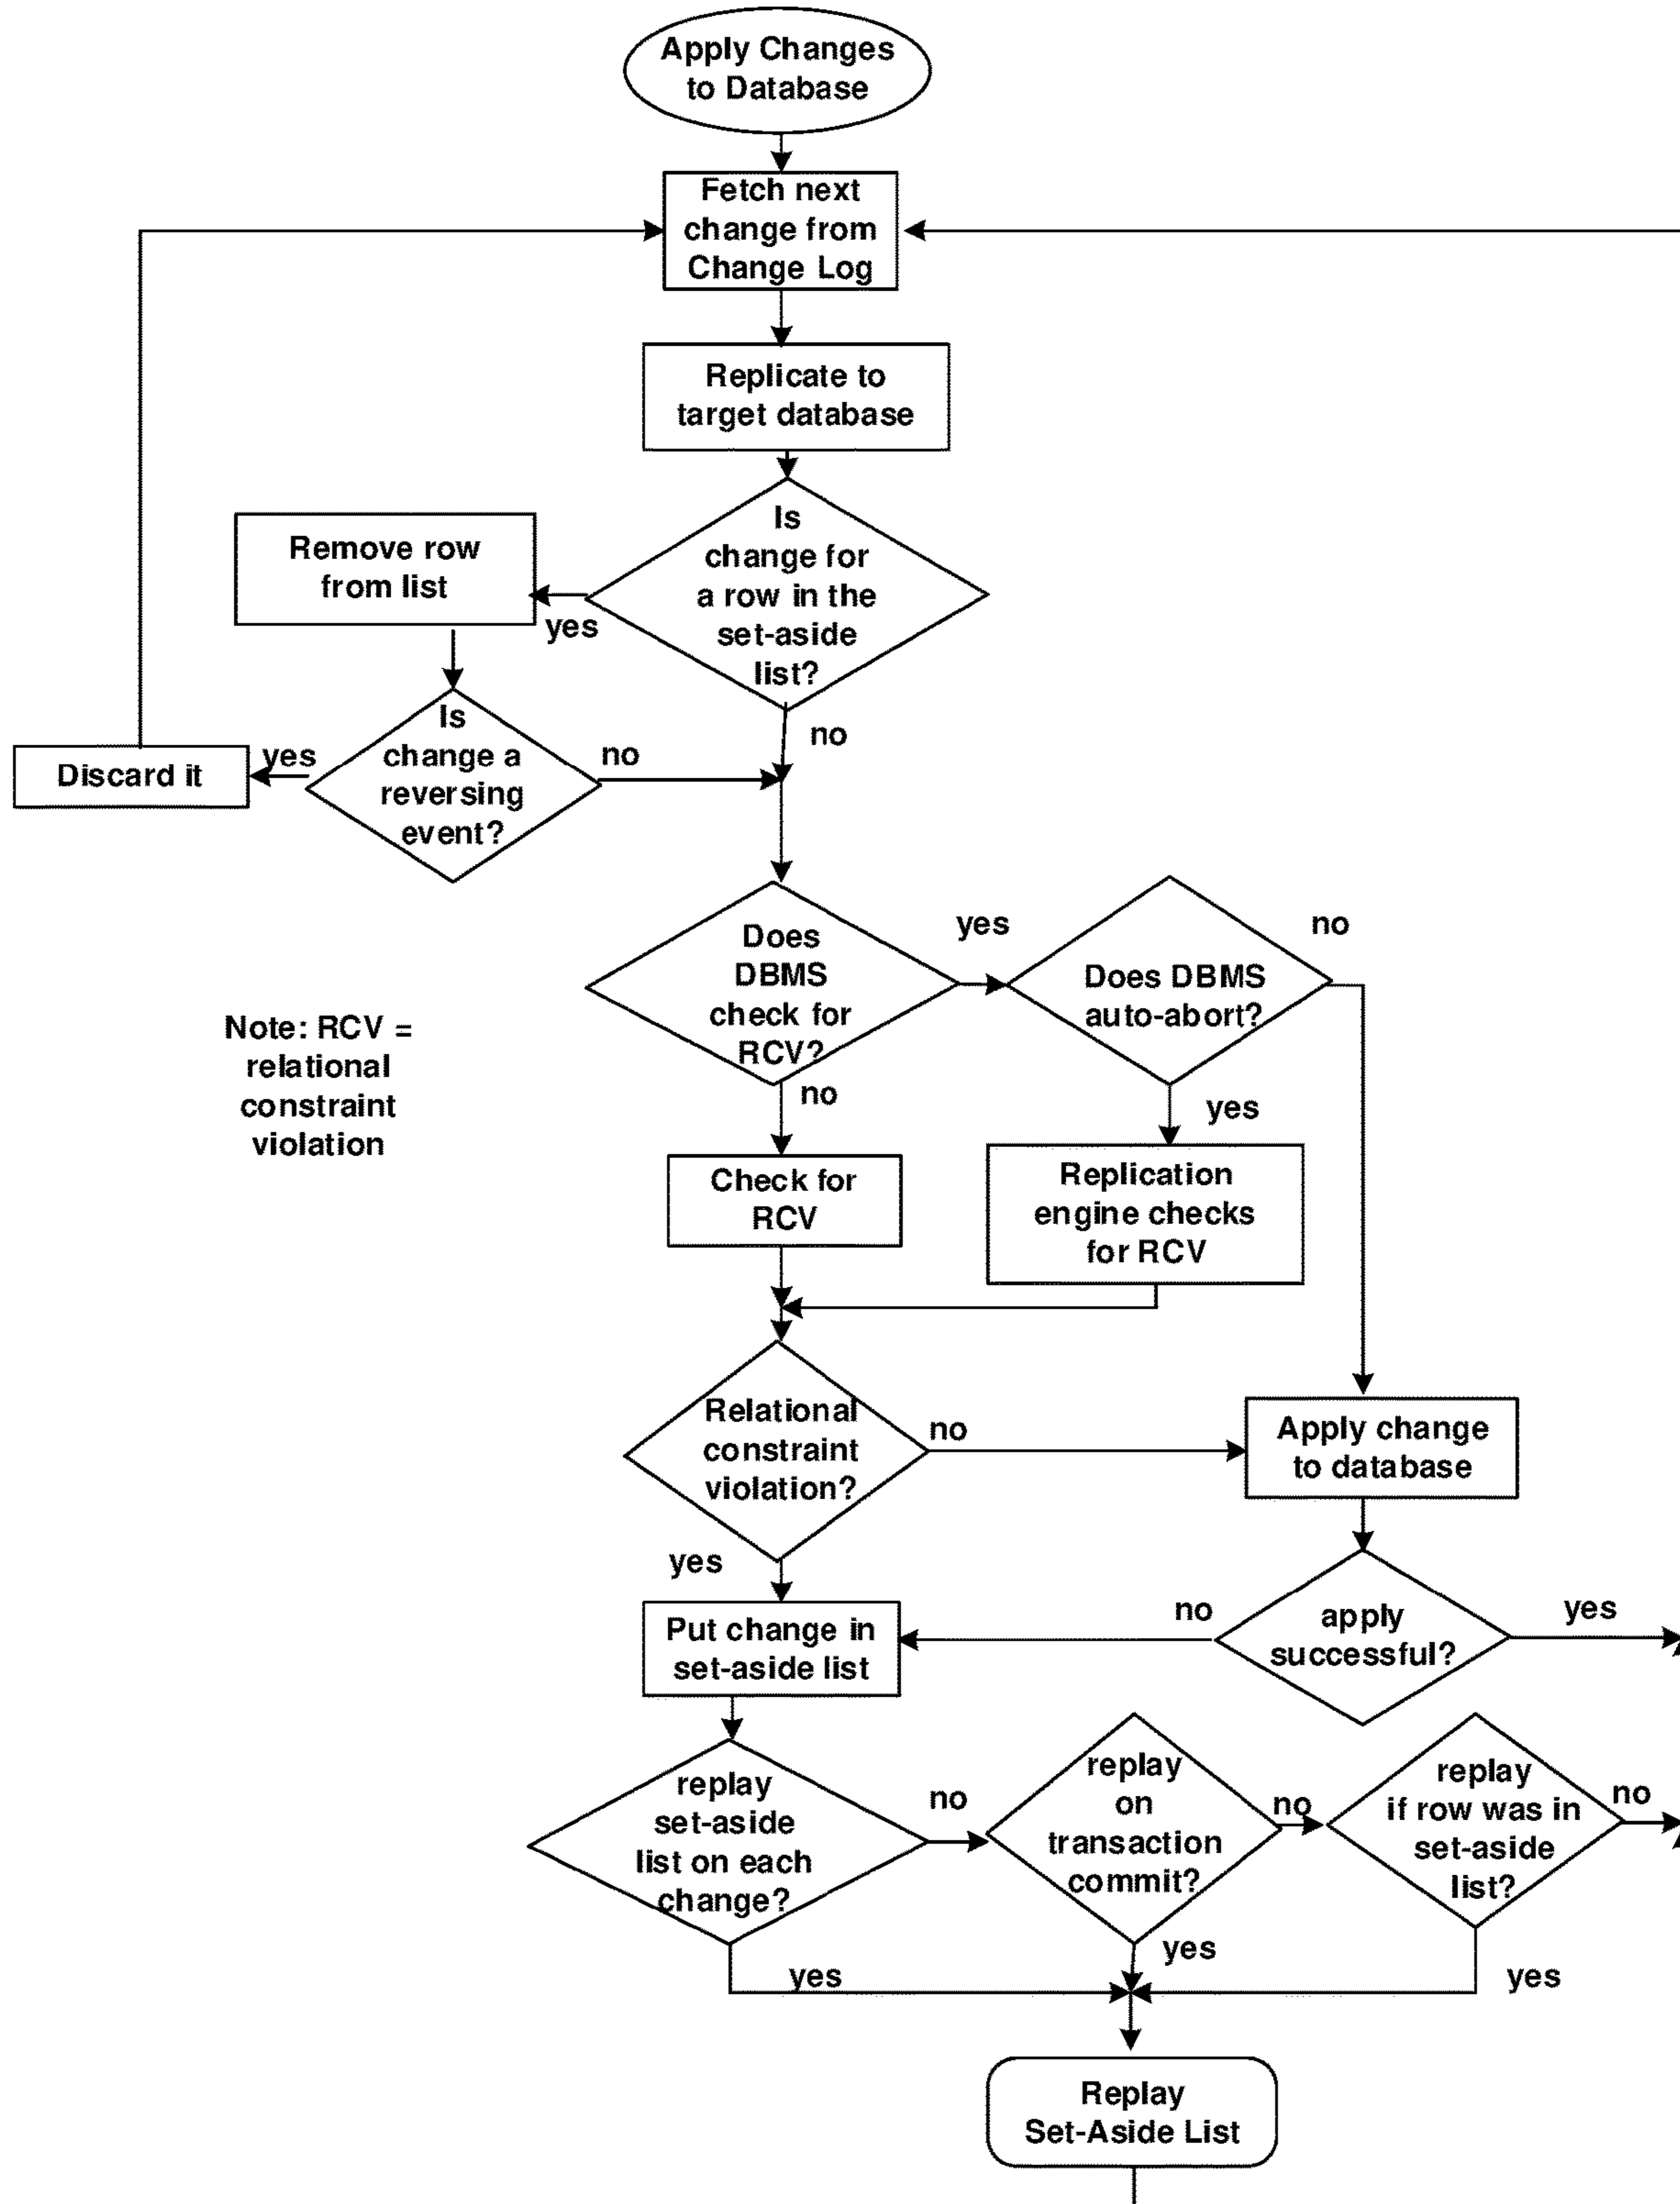 Apply Changes
to Database
Fetch next
change from
Change Log
Replicate to
target database
Is
change for
a row in the
set-aside
list?
yes
no
Remove row
from list
Is
change a
reversing
event?
yes
no
Discard it
Does
DBMS
check for
RCV?
yes
no
Does DBMS
auto-abort?
no
yes
Note: RCV =
relational
constraint
violation
Check for
RCV
Replication
engine checks
for RCV
Relational
constraint
violation?
no
yes
Apply change
to database
apply
successful?
no
yes
Put change in
set-aside list
replay
set-aside
list on each
change?
no
yes
replay
on
transaction
commit?
no
yes
replay
if row was in
set-aside
list?
no
yes
Replay
Set-Aside List